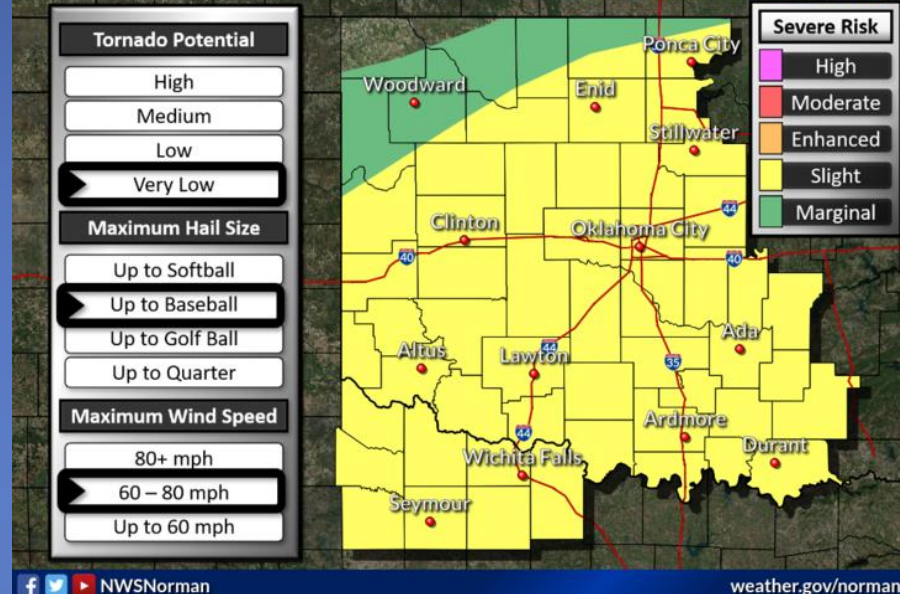 Tornado Potential
High
Medium
Low
Very Low
Maximum Hail Size
Up to Softball
Up to Baseball
Up to Golf Ball
Up to Quarter
Maximum Wind Speed
80+ mph
60 – 80 mph
Up to 60 mph
Severe Risk
High
Moderate
Enhanced
Slight
Marginal
Ponca City
Woodward
Enid
Stillwater
44
Clinton
Oklahoma City
40
40
Ada
Altus
44
Lawton
35
Ardmore
44
Durant
Wichita Falls
Seymour
NWSNorman
weather.gov/norman